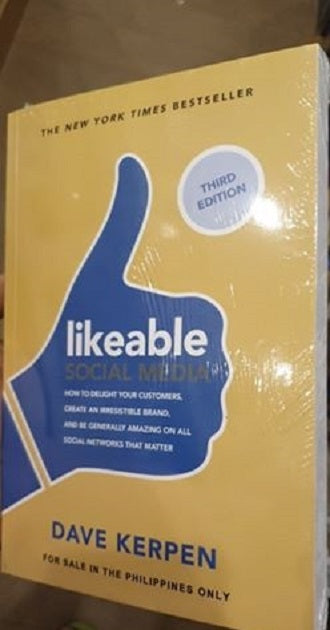 THE NEW YORK TIMES BESTSELLER
THIRD
EDITION
likeable
SOCIAL MEDIA
HOW TO DELIGHT YOUR CUSTOMERS,
CREATE AN IRRESISTIBLE BRAND,
AND BE GENERALLY AMAZING ON ALL
SOCIAL NETWORKS THAT MATTER
DAVE KERPEN
FOR SALE IN THE PHILIPPINES ONLY